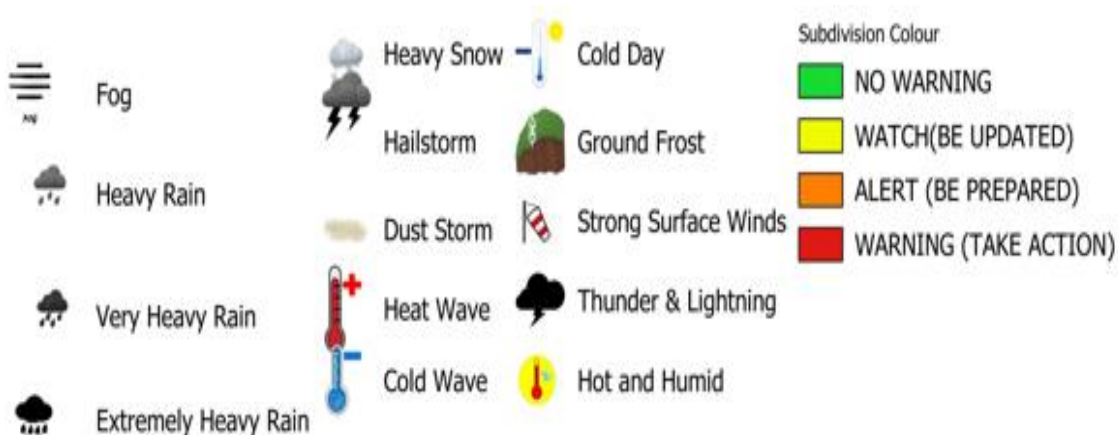 Fog
Heavy Rain
Very Heavy Rain
Extremely Heavy Rain
Heavy Snow
Hailstorm
Dust Storm
Heat Wave
Cold Wave
Cold Day
Ground Frost
Strong Surface Winds
Thunder & Lightning
Hot and Humid
Subdivision Colour
NO WARNING
WATCH(BE UPDATED)
ALERT (BE PREPARED)
WARNING (TAKE ACTION)